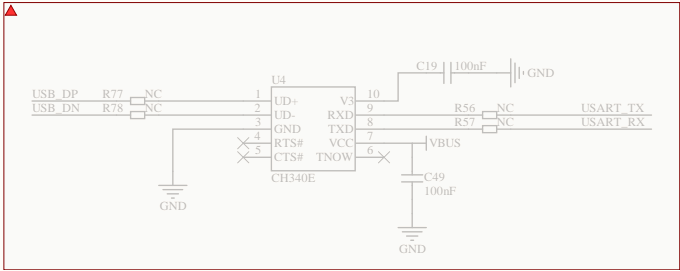 C19 100nF
GND
U4
USB_DP R77 NC 1 UD+ V3 10
USB_DN R78 NC 2 UD- RXD 9 R56 NC USART_TX
3 GND TXD 8 R57 NC USART_RX
4 RTS# VCC 7 VBUS
5 CTS# TNOW 6
CH340E
C49
100nF
GND
GND